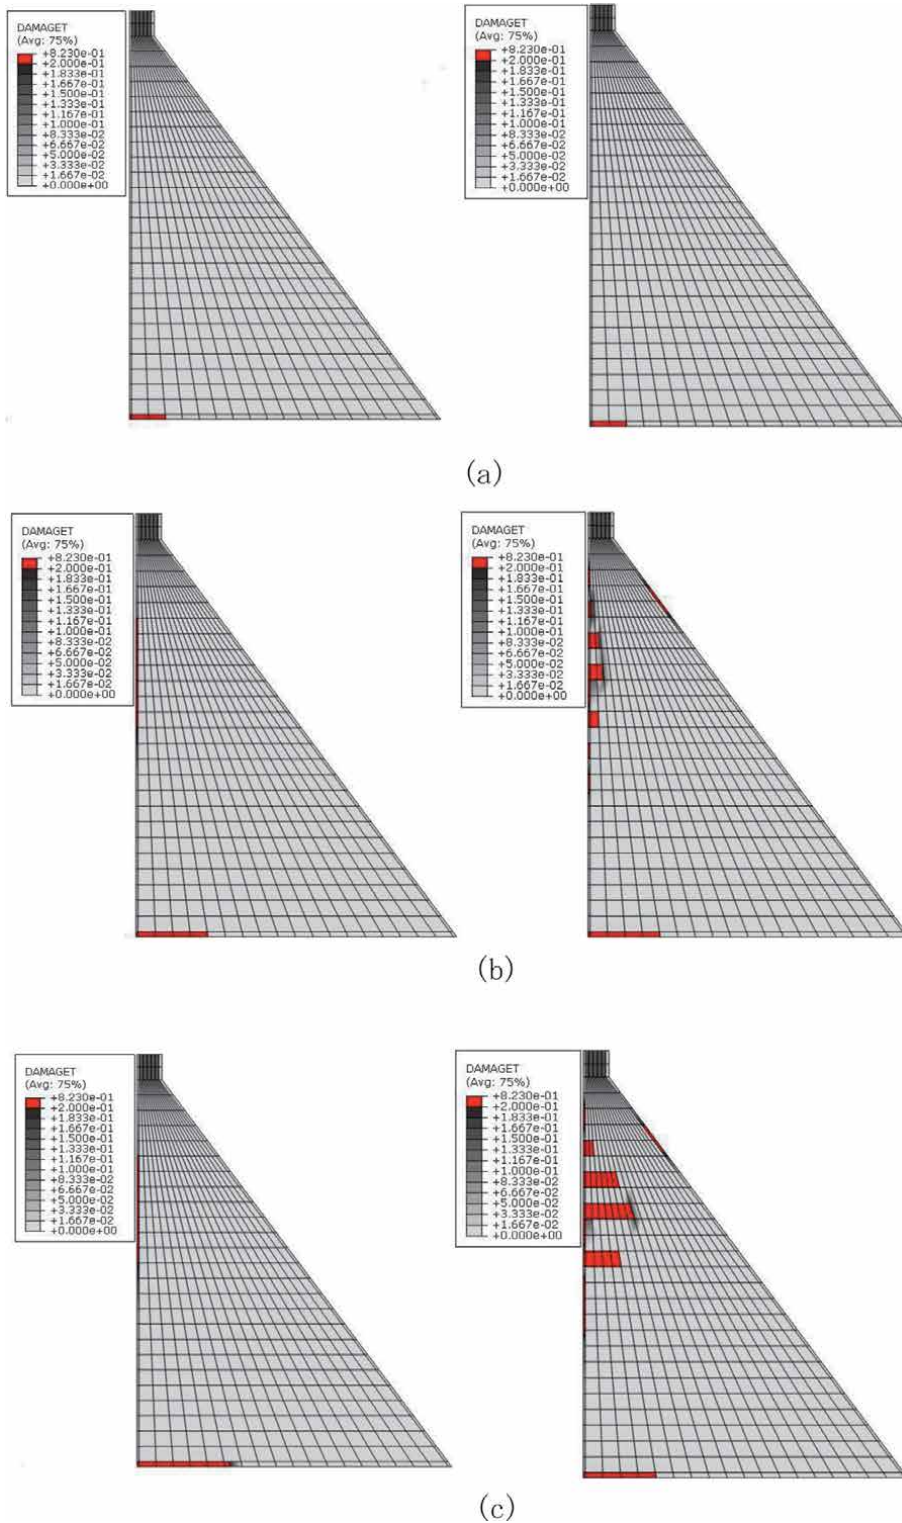 DAMAGET
(Avg: 75%)
+8.230e-01
+2.000e-01
+1.833e-01
+1.667e-01
+1.500e-01
+1.333e-01
+1.167e-01
+1.000e-01
+8.333e-02
+6.667e-02
+5.000e-02
+3.333e-02
+1.667e-02
+0.000e+00
DAMAGET
(Avg: 75%)
+8.230e-01
+2.000e-01
+1.833e-01
+1.667e-01
+1.500e-01
+1.333e-01
+1.167e-01
+1.000e-01
+8.333e-02
+6.667e-02
+5.000e-02
+3.333e-02
+1.667e-02
+0.000e+00
(a)
DAMAGET
(Avg: 75%)
+8.230e-01
+2.000e-01
+1.833e-01
+1.667e-01
+1.500e-01
+1.333e-01
+1.167e-01
+1.000e-01
+8.333e-02
+6.667e-02
+5.000e-02
+3.333e-02
+1.667e-02
+0.000e+00
DAMAGET
(Avg: 75%)
+8.230e-01
+2.000e-01
+1.833e-01
+1.667e-01
+1.500e-01
+1.333e-01
+1.167e-01
+1.000e-01
+8.333e-02
+6.667e-02
+5.000e-02
+3.333e-02
+1.667e-02
+0.000e+00
(b)
DAMAGET
(Avg: 75%)
+8.230e-01
+2.000e-01
+1.833e-01
+1.667e-01
+1.500e-01
+1.333e-01
+1.167e-01
+1.000e-01
+8.333e-02
+6.667e-02
+5.000e-02
+3.333e-02
+1.667e-02
+0.000e+00
DAMAGET
(Avg: 75%)
+8.230e-01
+2.000e-01
+1.833e-01
+1.667e-01
+1.500e-01
+1.333e-01
+1.167e-01
+1.000e-01
+8.333e-02
+6.667e-02
+5.000e-02
+3.333e-02
+1.667e-02
+0.000e+00
(c)